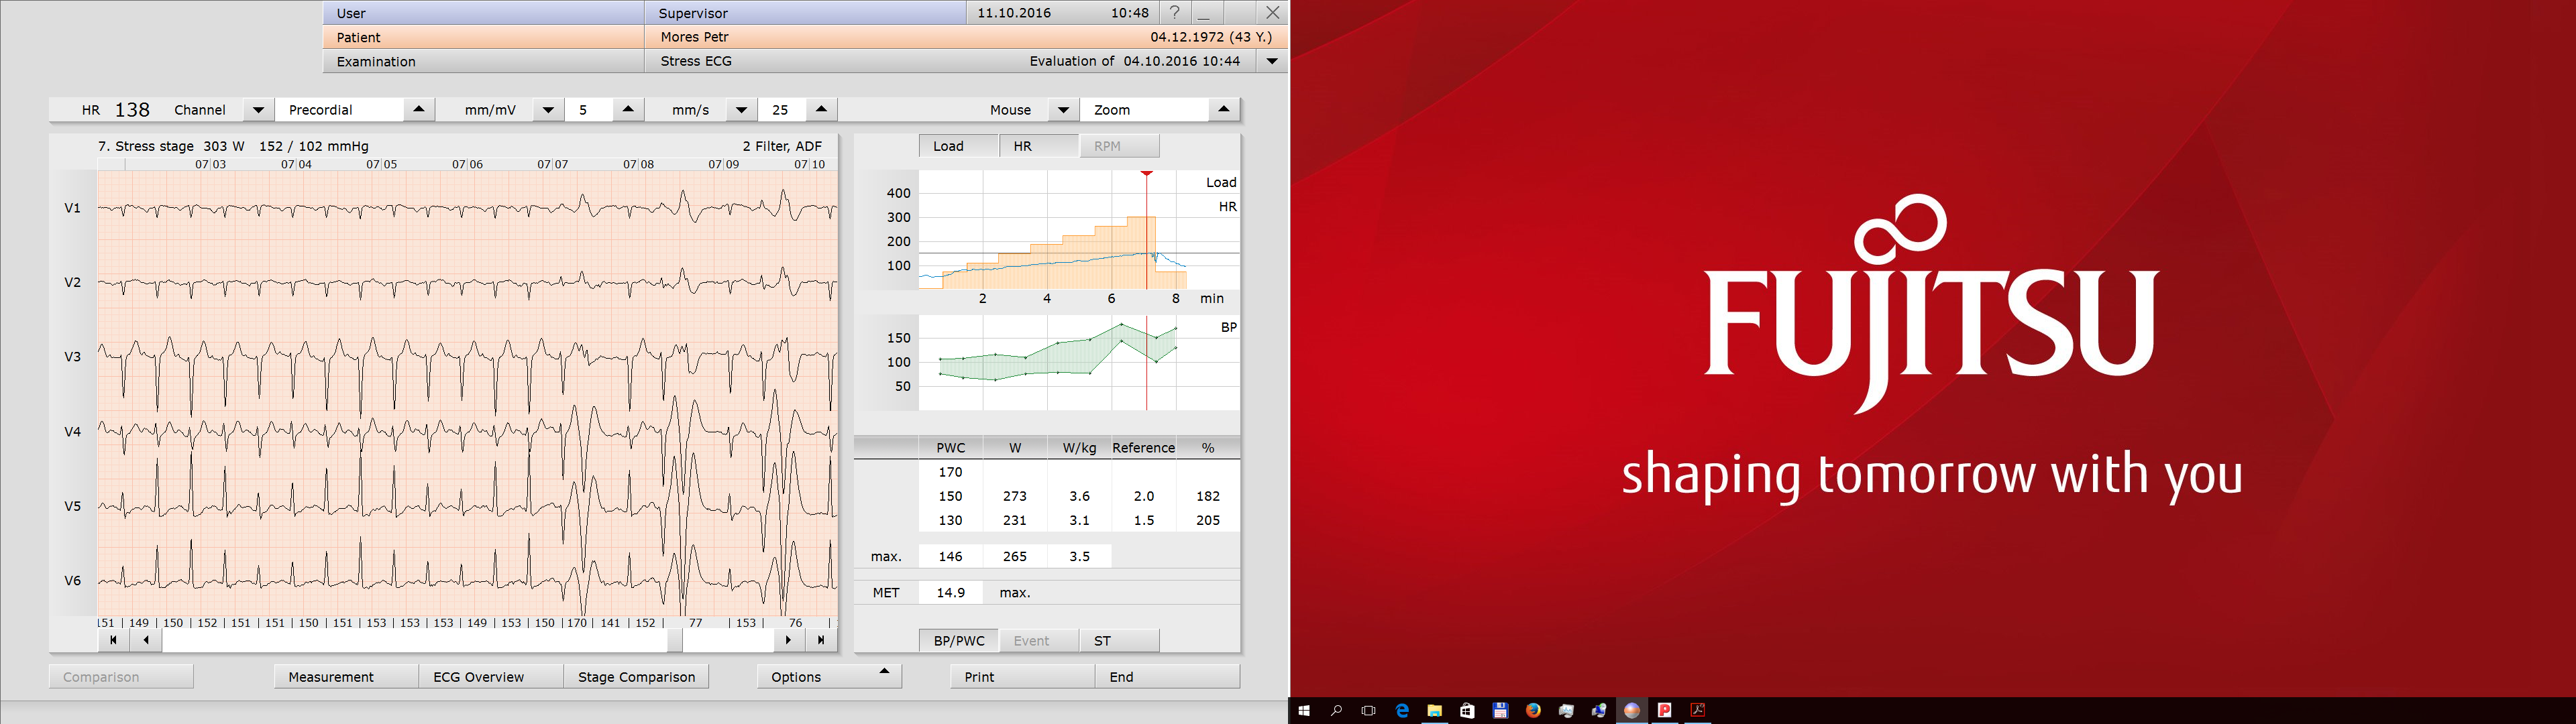 User Supervisor 11.10.2016 10:48 ? _
Patient Mores Petr 04.12.1972 (43 Y.)
Examination Stress ECG Evaluation of 04.10.2016 10:44
HR 138 Channel Precordial mm/mV 5 mm/s 25 Mouse Zoom
7. Stress stage 303 W 152 / 102 mmHg 2 Filter, ADF
07 03 07 04 07 05 07 06 07 07 07 08 07 09 07 10
V1
V2
V3
V4
V5
V6
151 | 149 | 150 | 152 | 151 | 151 | 150 | 151 | 153 | 153 | 153 | 149 | 153 | 150 | 170 | 141 | 152 | 77 | 153 | 76
Load HR RPM
Load
HR
400
300
200
100
2 4 6 8 min
BP
150
100
50
PWC W W/kg Reference %
170
150 273 3.6 2.0 182
130 231 3.1 1.5 205
max. 146 265 3.5
MET 14.9 max.
BP/PWC Event ST
Comparison Measurement ECG Overview Stage Comparison Options Print End
FUJITSU
shaping tomorrow with you